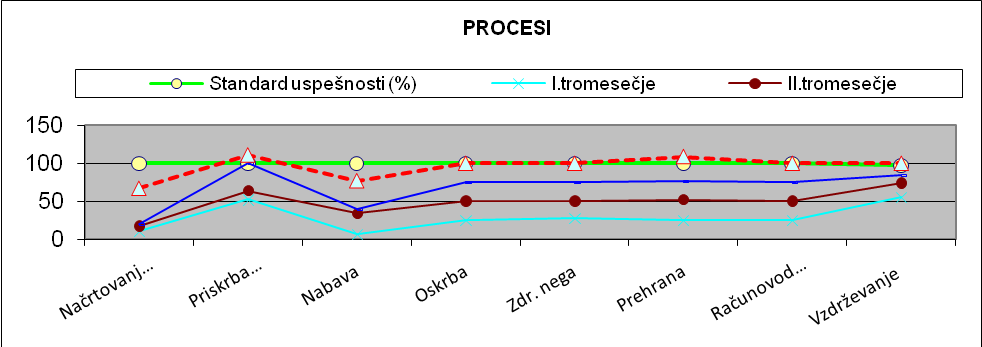 PROCESI
Standard uspešnosti (%) I.tromesečje II.tromesečje
150
100
50
0
Načrtovanj... Priskrba... Nabava Oskrba Zdr. nega Prehrana Računovod... Vzdrževanje